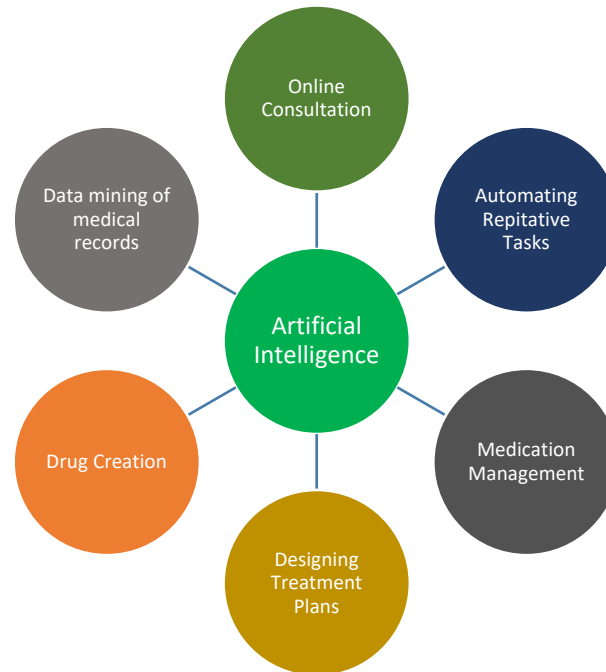 Online
Consultation
Data mining of
medical
records
Automating
Repitative
Tasks
Artificial
Intelligence
Drug Creation
Medication
Management
Designing
Treatment
Plans